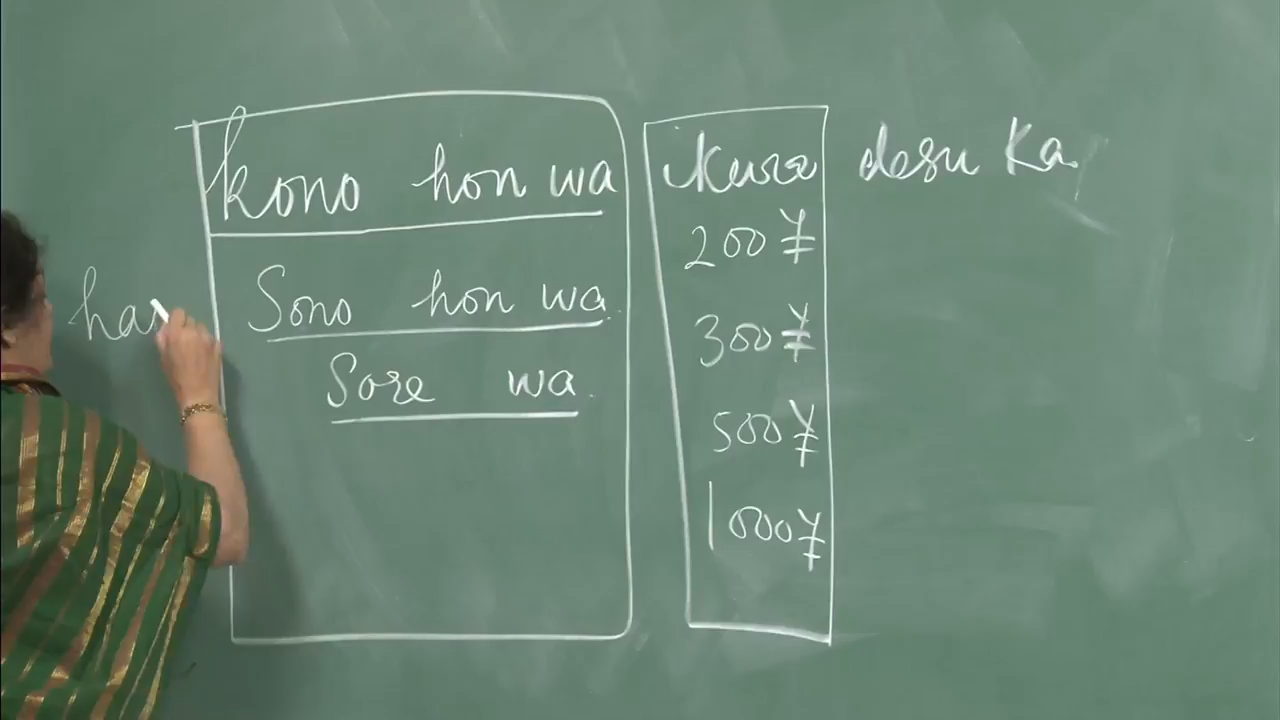 kono hon wa ikura desu ka.
200 ¥
Sono hon wa.
300 ¥
Sore wa.
500 ¥
1000 ¥